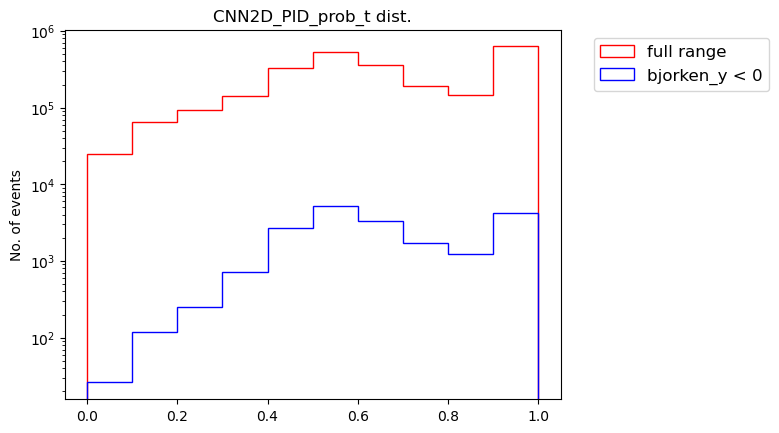 CNN2D_PID_prob_t dist.
full range
bjorken_y < 0
No. of events
10^6
10^5
10^4
10^3
10^2
0.0 0.2 0.4 0.6 0.8 1.0